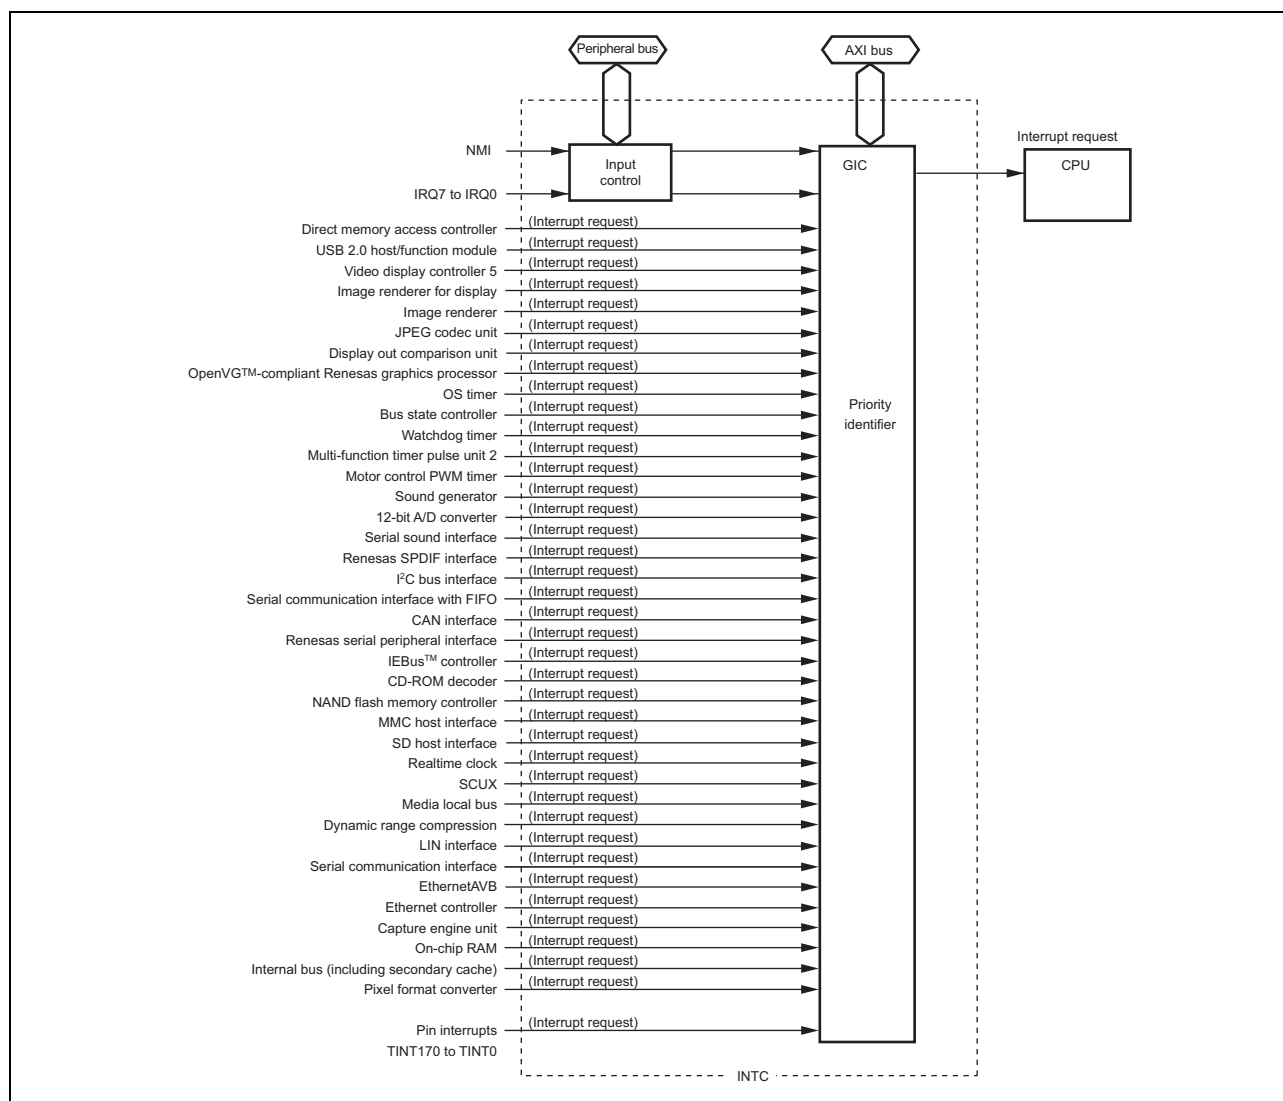 Peripheral bus
AXI bus
Interrupt request
NMI
Input
control
GIC
CPU
IRQ7 to IRQ0
Direct memory access controller (Interrupt request)
USB 2.0 host/function module (Interrupt request)
Video display controller 5 (Interrupt request)
Image renderer for display (Interrupt request)
Image renderer (Interrupt request)
JPEG codec unit (Interrupt request)
Display out comparison unit (Interrupt request)
OpenVG™-compliant Renesas graphics processor (Interrupt request)
OS timer (Interrupt request)
Bus state controller (Interrupt request)
Priority
identifier
Watchdog timer (Interrupt request)
Multi-function timer pulse unit 2 (Interrupt request)
Motor control PWM timer (Interrupt request)
Sound generator (Interrupt request)
12-bit A/D converter (Interrupt request)
Serial sound interface (Interrupt request)
Renesas SPDIF interface (Interrupt request)
I²C bus interface (Interrupt request)
Serial communication interface with FIFO (Interrupt request)
CAN interface (Interrupt request)
Renesas serial peripheral interface (Interrupt request)
IEBus™ controller (Interrupt request)
CD-ROM decoder (Interrupt request)
NAND flash memory controller (Interrupt request)
MMC host interface (Interrupt request)
SD host interface (Interrupt request)
Realtime clock (Interrupt request)
SCUX (Interrupt request)
Media local bus (Interrupt request)
Dynamic range compression (Interrupt request)
LIN interface (Interrupt request)
Serial communication interface (Interrupt request)
EthernetAVB (Interrupt request)
Ethernet controller (Interrupt request)
Capture engine unit (Interrupt request)
On-chip RAM (Interrupt request)
Internal bus (including secondary cache) (Interrupt request)
Pixel format converter (Interrupt request)
Pin interrupts (Interrupt request)
TINT170 to TINT0
INTC